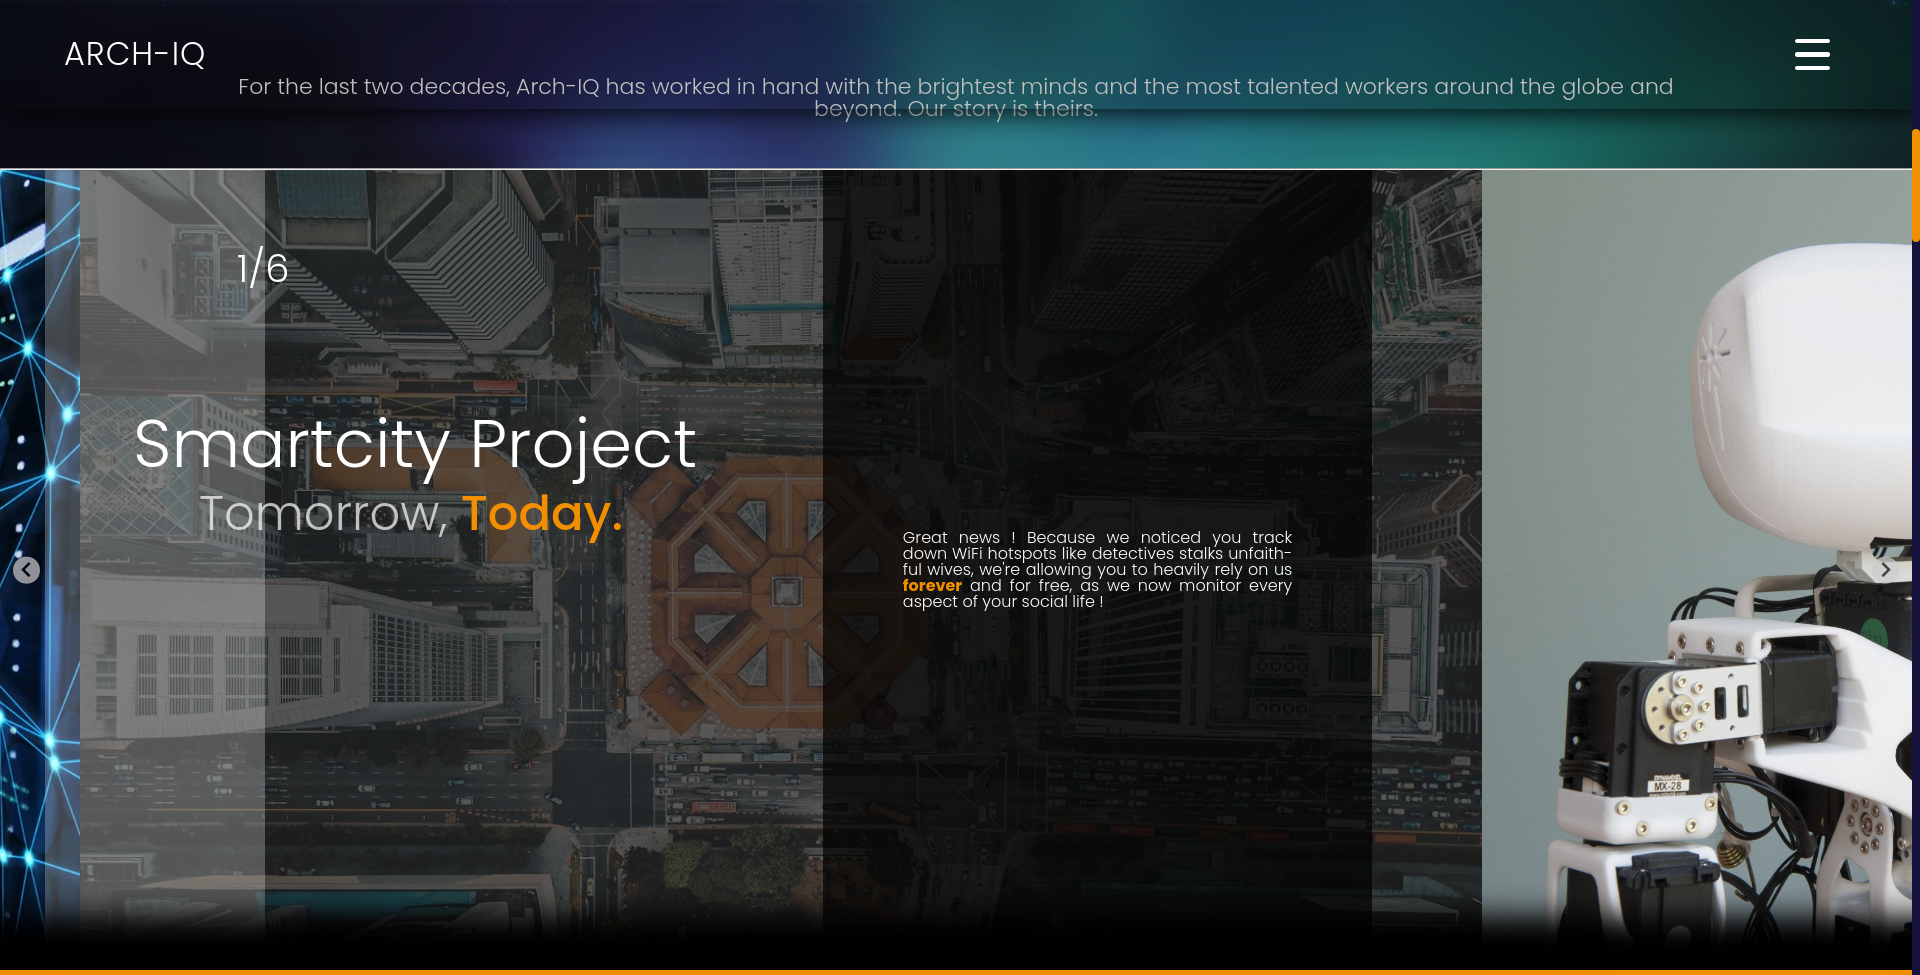 ARCH-IQ
For the last two decades, Arch-IQ has worked in hand with the brightest minds and the most talented workers around the globe and
beyond. Our story is theirs.
1/6
Smartcity Project
Tomorrow, Today.
Great news ! Because we noticed you track
down WiFi hotspots like detectives stalks unfaith-
ful wives, we're allowing you to heavily rely on us
forever and for free, as we now monitor every
aspect of your social life !
DYNAMIXEL
MX-28